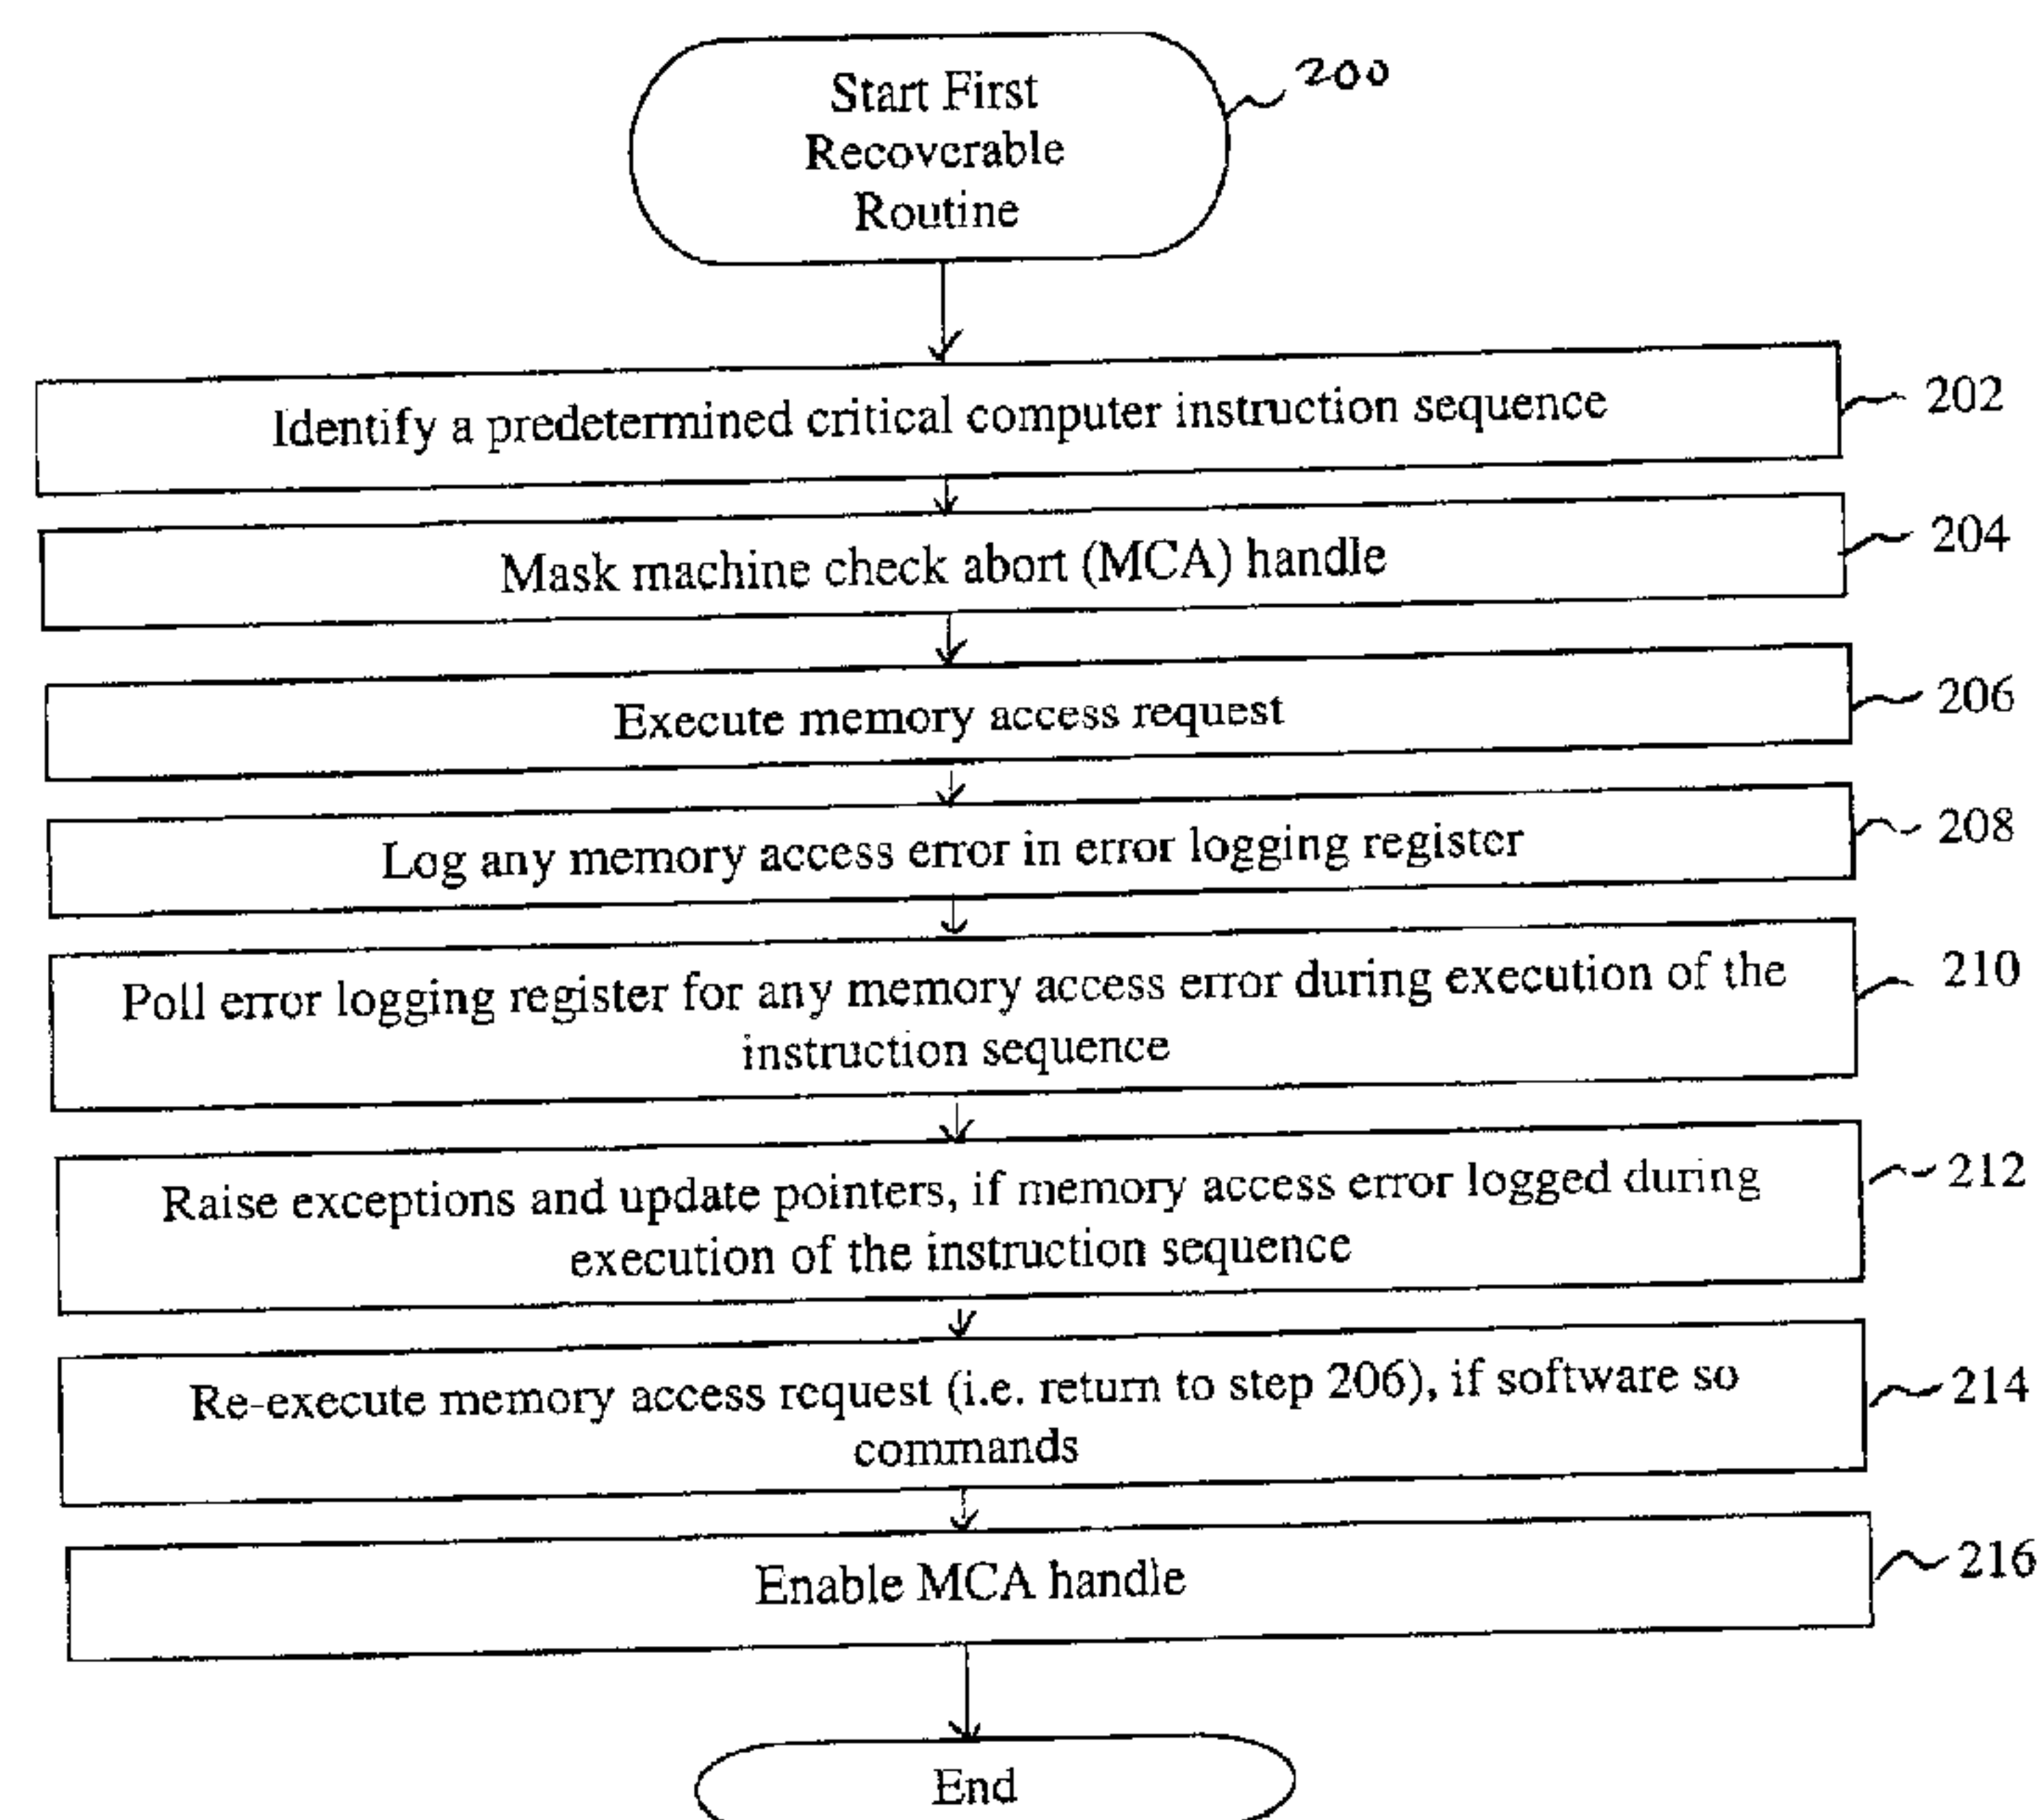 Start First
Recoverable
Routine
200
Identify a predetermined critical computer instruction sequence
202
Mask machine check abort (MCA) handle
204
Execute memory access request
206
Log any memory access error in error logging register
208
Poll error logging register for any memory access error during execution of the
instruction sequence
210
Raise exceptions and update pointers, if memory access error logged during
execution of the instruction sequence
212
Re-execute memory access request (i.e. return to step 206), if software so
commands
214
Enable MCA handle
216
End